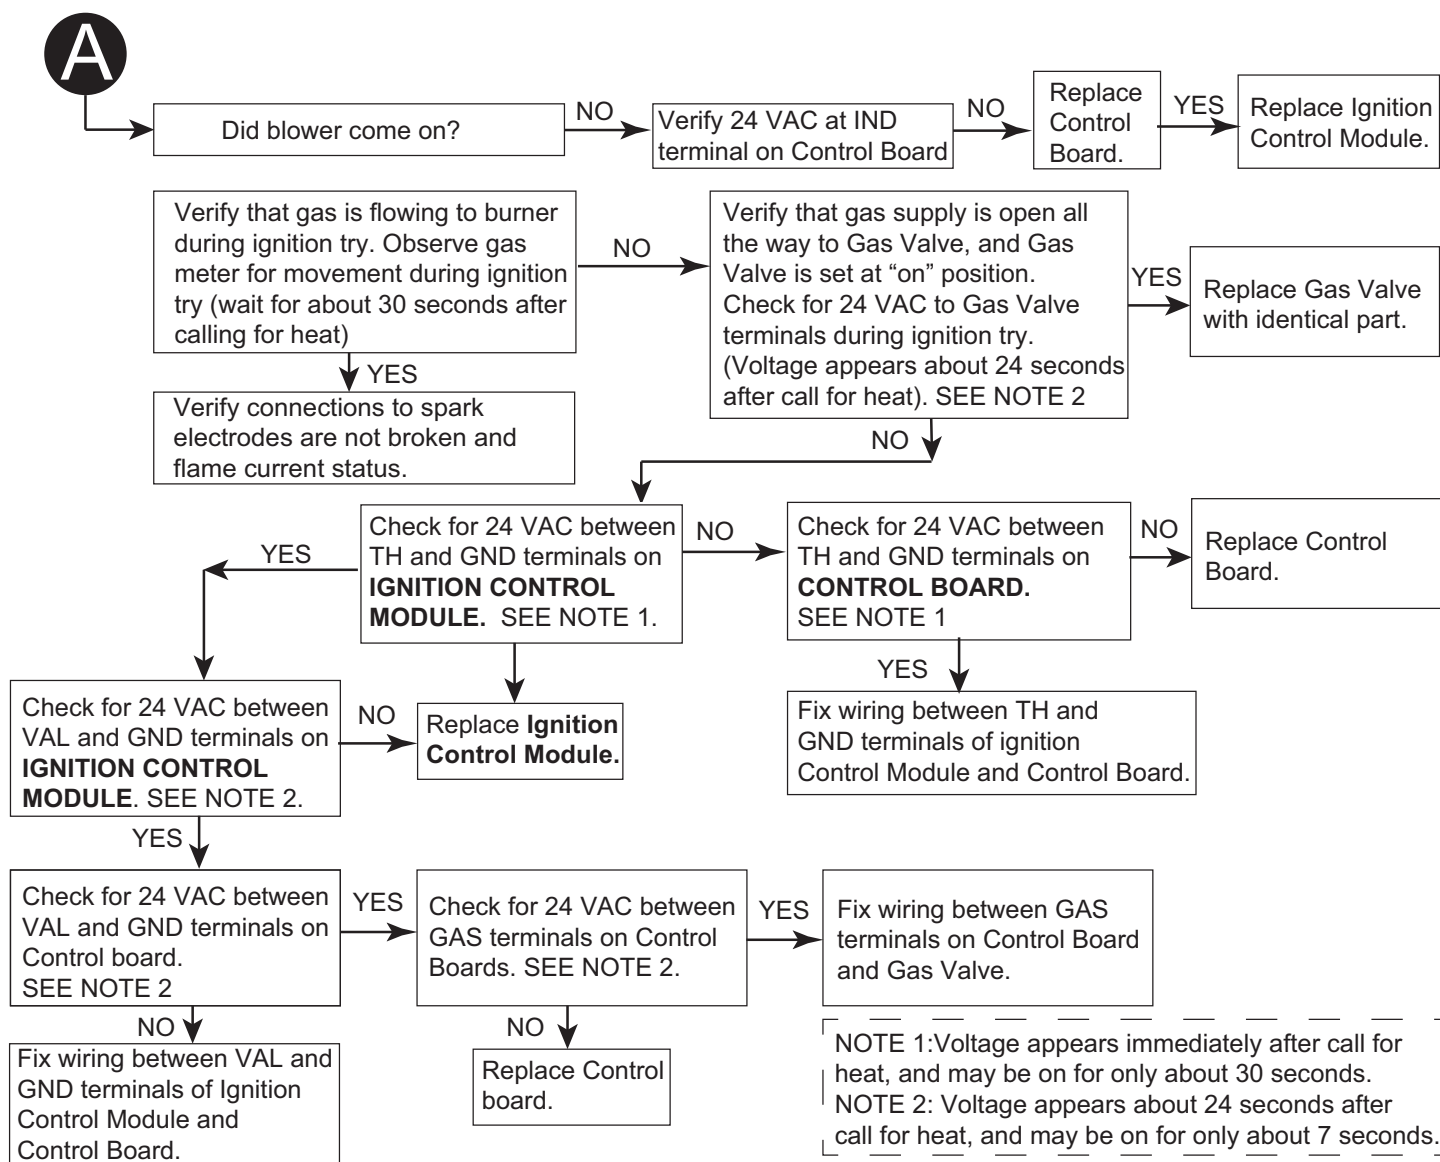 A
Did blower come on?
NO
Verify 24 VAC at IND
terminal on Control Board
NO
Replace
Control
Board.
YES
Replace Ignition
Control Module.
Verify that gas is flowing to burner
during ignition try. Observe gas
meter for movement during ignition
try (wait for about 30 seconds after
calling for heat)
NO
Verify that gas supply is open all
the way to Gas Valve, and Gas
Valve is set at “on” position.
Check for 24 VAC to Gas Valve
terminals during ignition try.
(Voltage appears about 24 seconds
after call for heat). SEE NOTE 2
YES
Replace Gas Valve
with identical part.
YES
Verify connections to spark
electrodes are not broken and
flame current status.
NO
Check for 24 VAC between
TH and GND terminals on
IGNITION CONTROL
MODULE. SEE NOTE 1.
YES
NO
Check for 24 VAC between
TH and GND terminals on
CONTROL BOARD.
SEE NOTE 1
NO
Replace Control
Board.
YES
Fix wiring between TH and
GND terminals of ignition
Control Module and Control Board.
Check for 24 VAC between
VAL and GND terminals on
IGNITION CONTROL
MODULE. SEE NOTE 2.
NO
Replace Ignition
Control Module.
YES
Check for 24 VAC between
VAL and GND terminals on
Control board.
SEE NOTE 2
YES
Check for 24 VAC between
GAS terminals on Control
Boards. SEE NOTE 2.
YES
Fix wiring between GAS
terminals on Control Board
and Gas Valve.
NO
Fix wiring between VAL and
GND terminals of Ignition
Control Module and
Control Board.
NO
Replace Control
board.
NOTE 1:Voltage appears immediately after call for
heat, and may be on for only about 30 seconds.
NOTE 2: Voltage appears about 24 seconds after
call for heat, and may be on for only about 7 seconds.